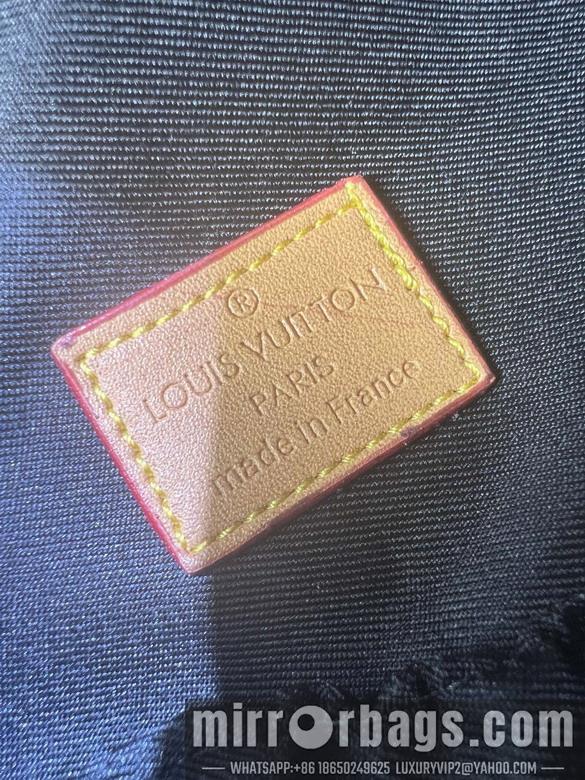 ®
LOUIS VUITTON
PARIS
made in France
mirrorbags.com
WHATSAPP:+86 18650249625 LUXURYVIP2@YAHOO.COM